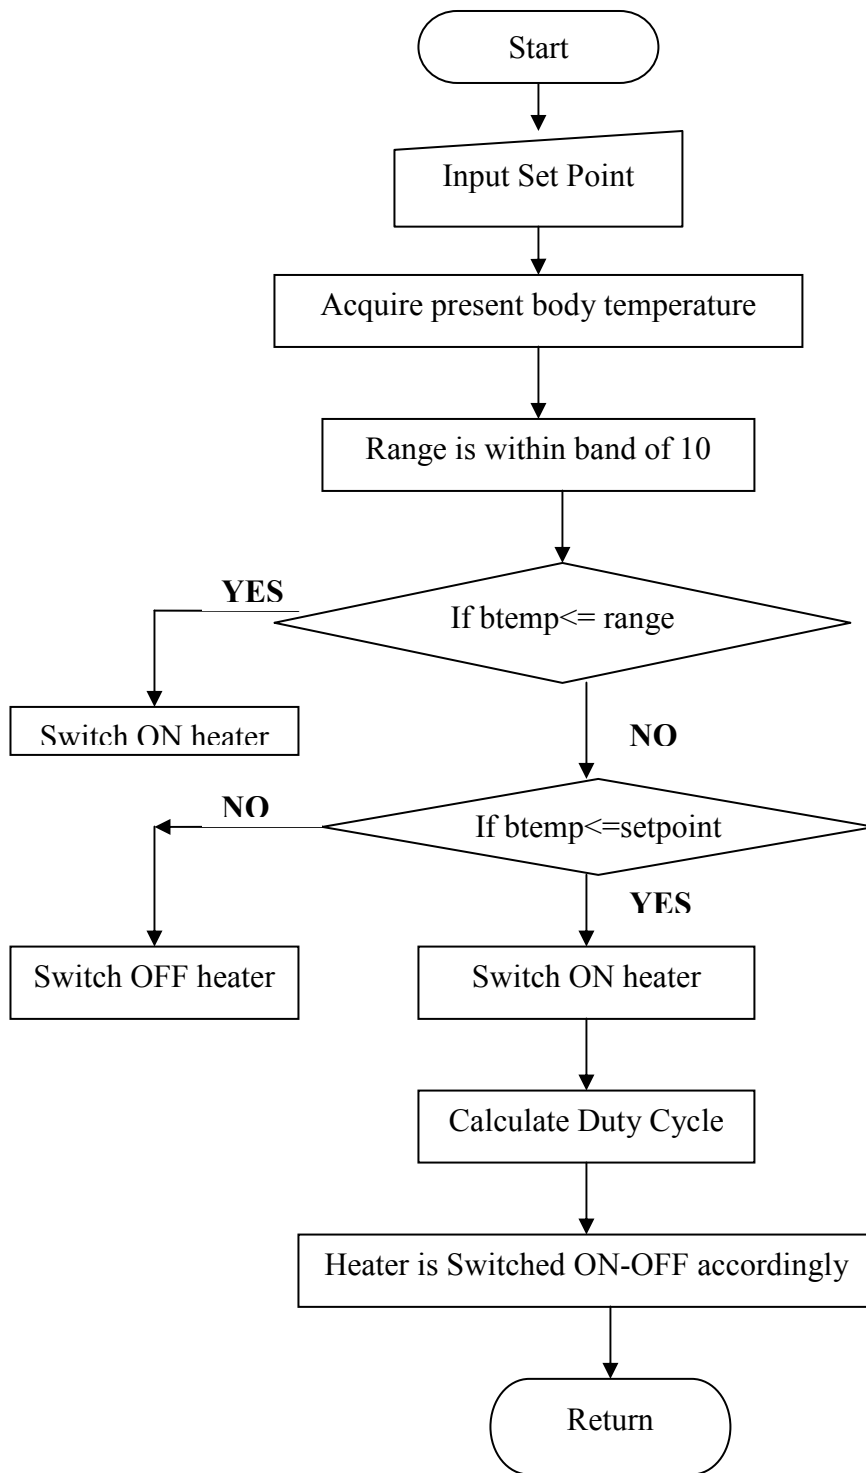 Start
Input Set Point
Acquire present body temperature
Range is within band of 10
If btemp<= range
YES
Switch ON heater
NO
If btemp<=setpoint
NO
YES
Switch OFF heater
Switch ON heater
Calculate Duty Cycle
Heater is Switched ON-OFF accordingly
Return